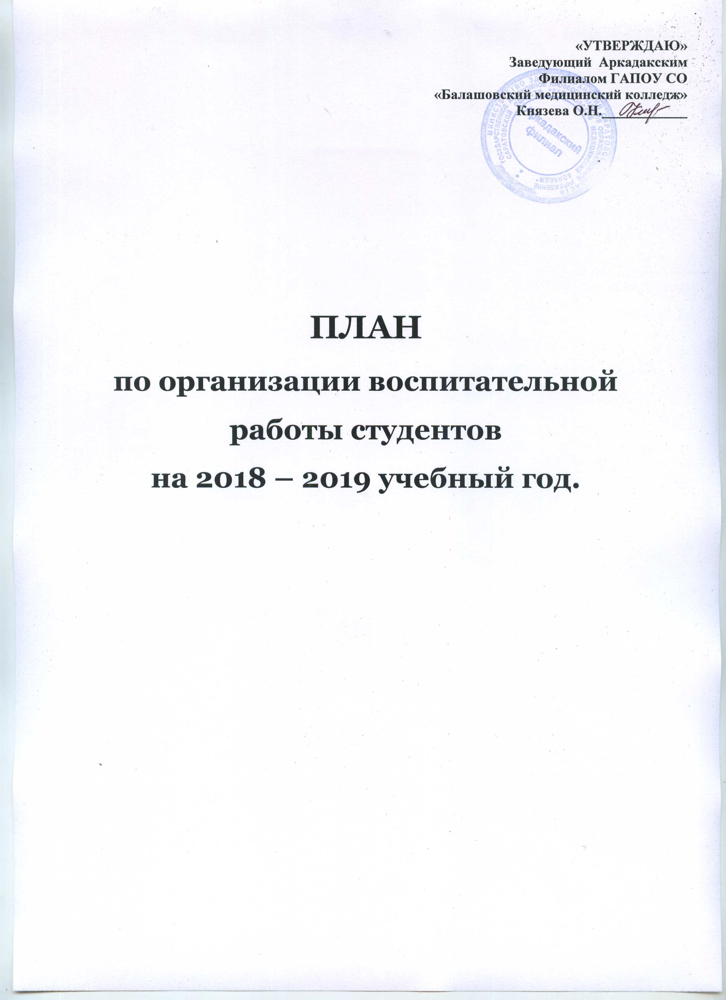 «УТВЕРЖДАЮ»
Заведующий Аркадакским
Филиалом ГАПОУ СО
«Балашовский медицинский колледж»
Князева О.Н.
Аркадакский
филиал
ПЛАН
по организации воспитательной
работы студентов
на 2018 – 2019 учебный год.